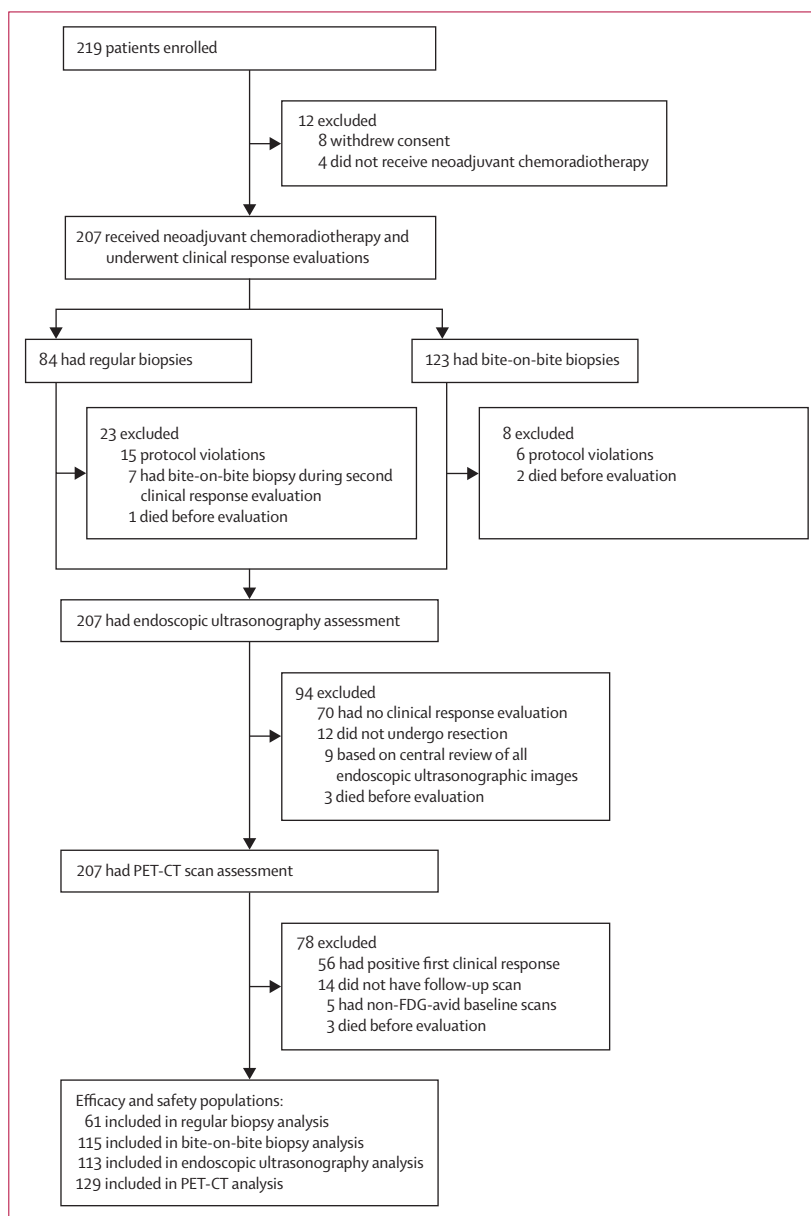 219 patients enrolled
12 excluded
8 withdrew consent
4 did not receive neoadjuvant chemoradiotherapy
207 received neoadjuvant chemoradiotherapy and
underwent clinical response evaluations
84 had regular biopsies
123 had bite-on-bite biopsies
23 excluded
15 protocol violations
7 had bite-on-bite biopsy during second
clinical response evaluation
1 died before evaluation
8 excluded
6 protocol violations
2 died before evaluation
207 had endoscopic ultrasonography assessment
94 excluded
70 had no clinical response evaluation
12 did not undergo resection
9 based on central review of all
endoscopic ultrasonographic images
3 died before evaluation
207 had PET-CT scan assessment
78 excluded
56 had positive first clinical response
14 did not have follow-up scan
5 had non-FDG-avid baseline scans
3 died before evaluation
Efficacy and safety populations:
61 included in regular biopsy analysis
115 included in bite-on-bite biopsy analysis
113 included in endoscopic ultrasonography analysis
129 included in PET-CT analysis